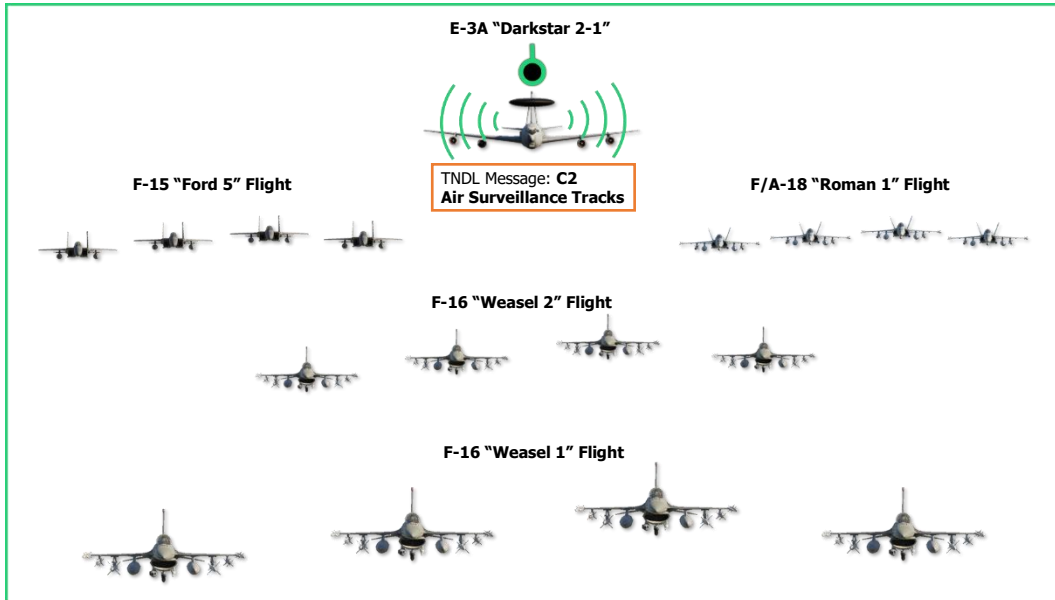 E-3A “Darkstar 2-1”
TNDL Message: C2
Air Surveillance Tracks
F-15 “Ford 5” Flight
F/A-18 “Roman 1” Flight
F-16 “Weasel 2” Flight
F-16 “Weasel 1” Flight